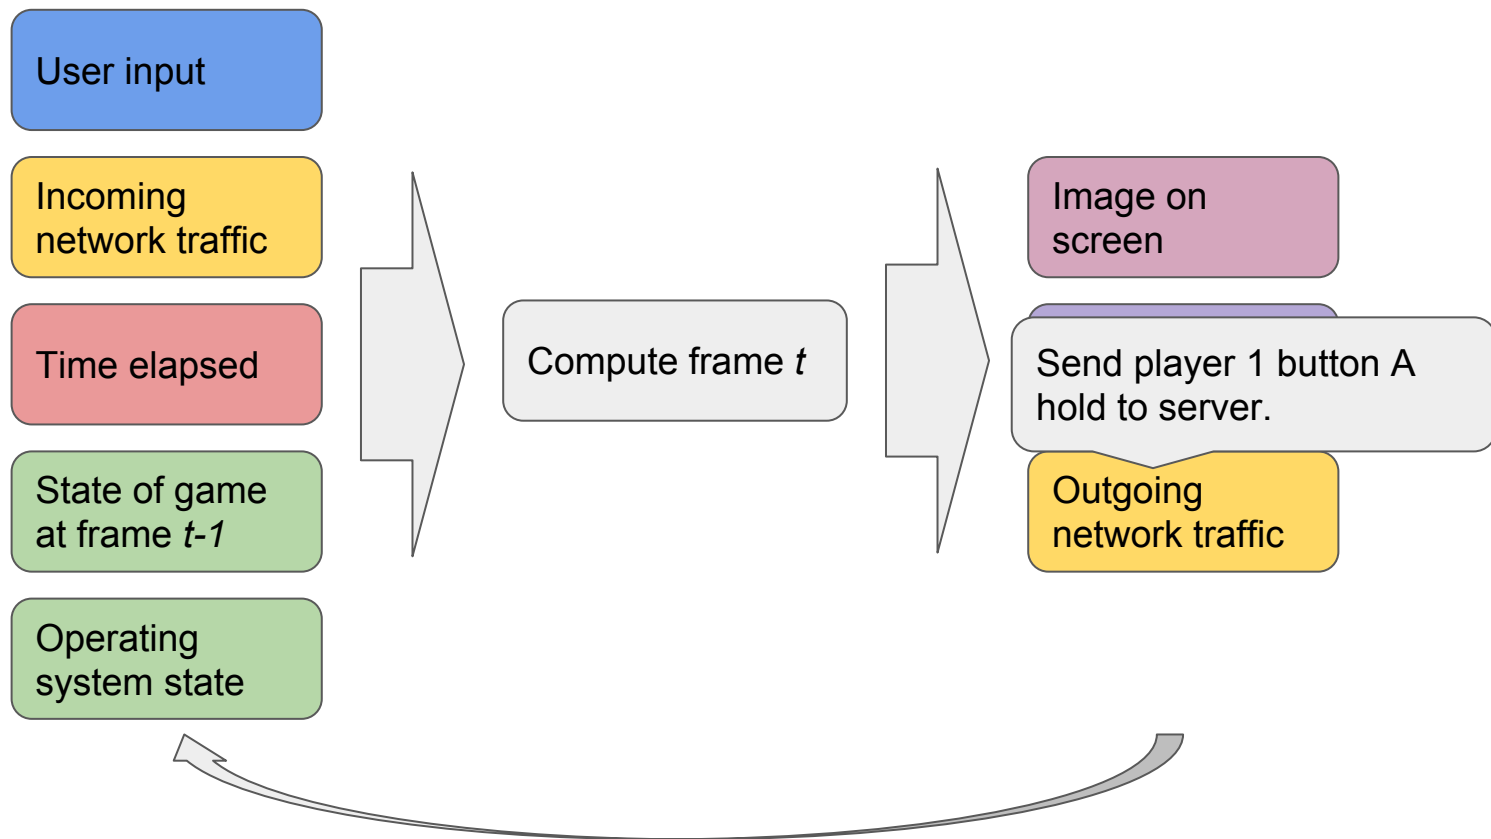 User input
Incoming
network traffic
Time elapsed
State of game
at frame t-1
Operating
system state
Compute frame t
Image on
screen
Send player 1 button A
hold to server.
Outgoing
network traffic